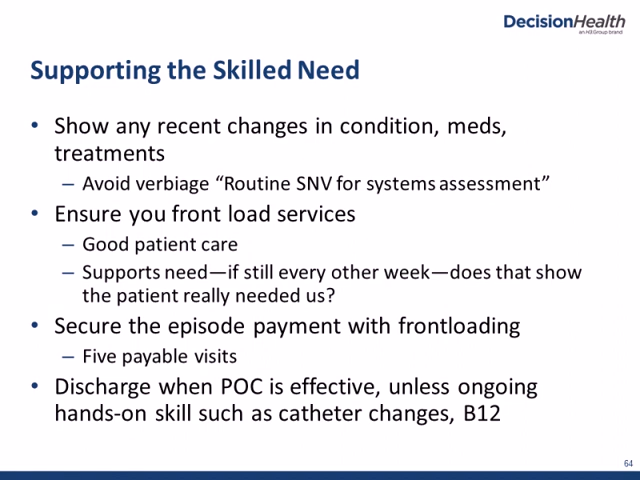 DecisionHealth
an H3.Group brand
Supporting the Skilled Need
• Show any recent changes in condition, meds,
treatments
– Avoid verbiage “Routine SNV for systems assessment”
• Ensure you front load services
– Good patient care
– Supports need—if still every other week—does that show
the patient really needed us?
• Secure the episode payment with frontloading
– Five payable visits
• Discharge when POC is effective, unless ongoing
hands-on skill such as catheter changes, B12
64